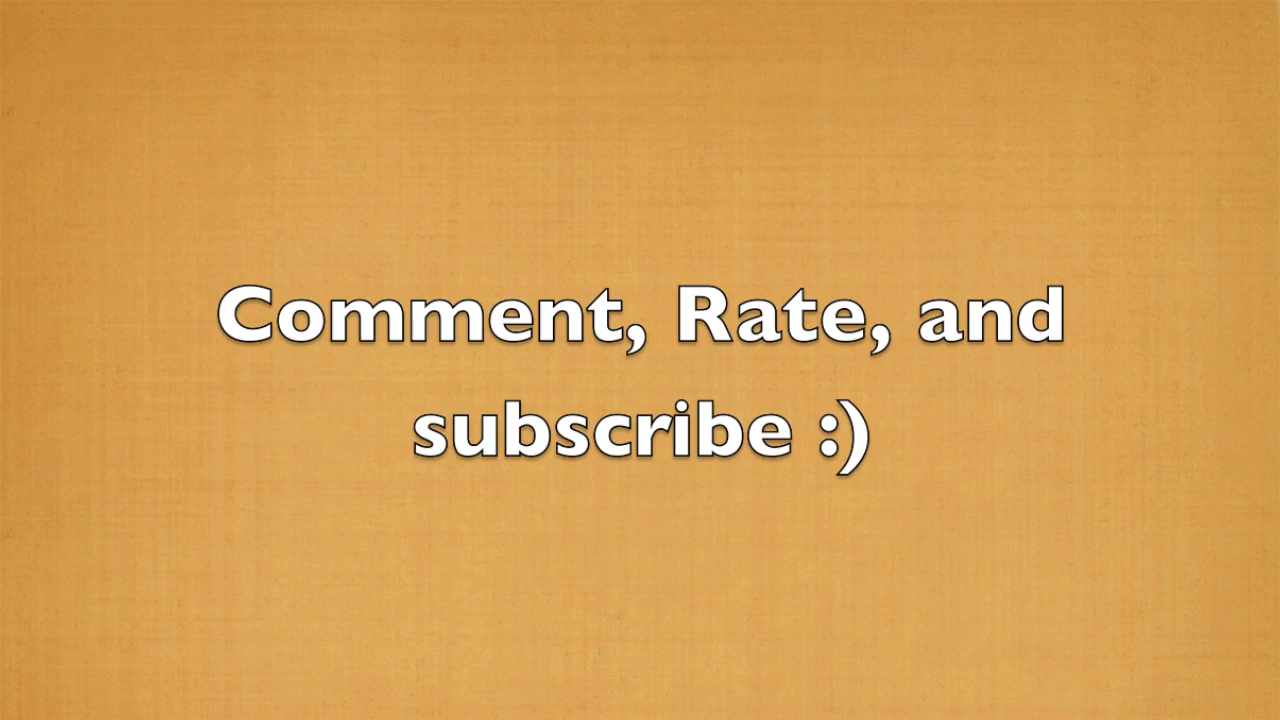 Comment, Rate, and
subscribe :)